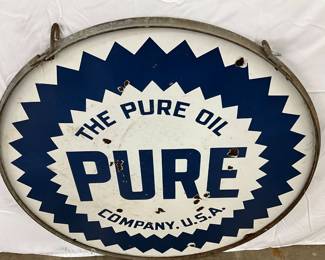 THE PURE OIL
PURE
COMPANY, U.S.A.